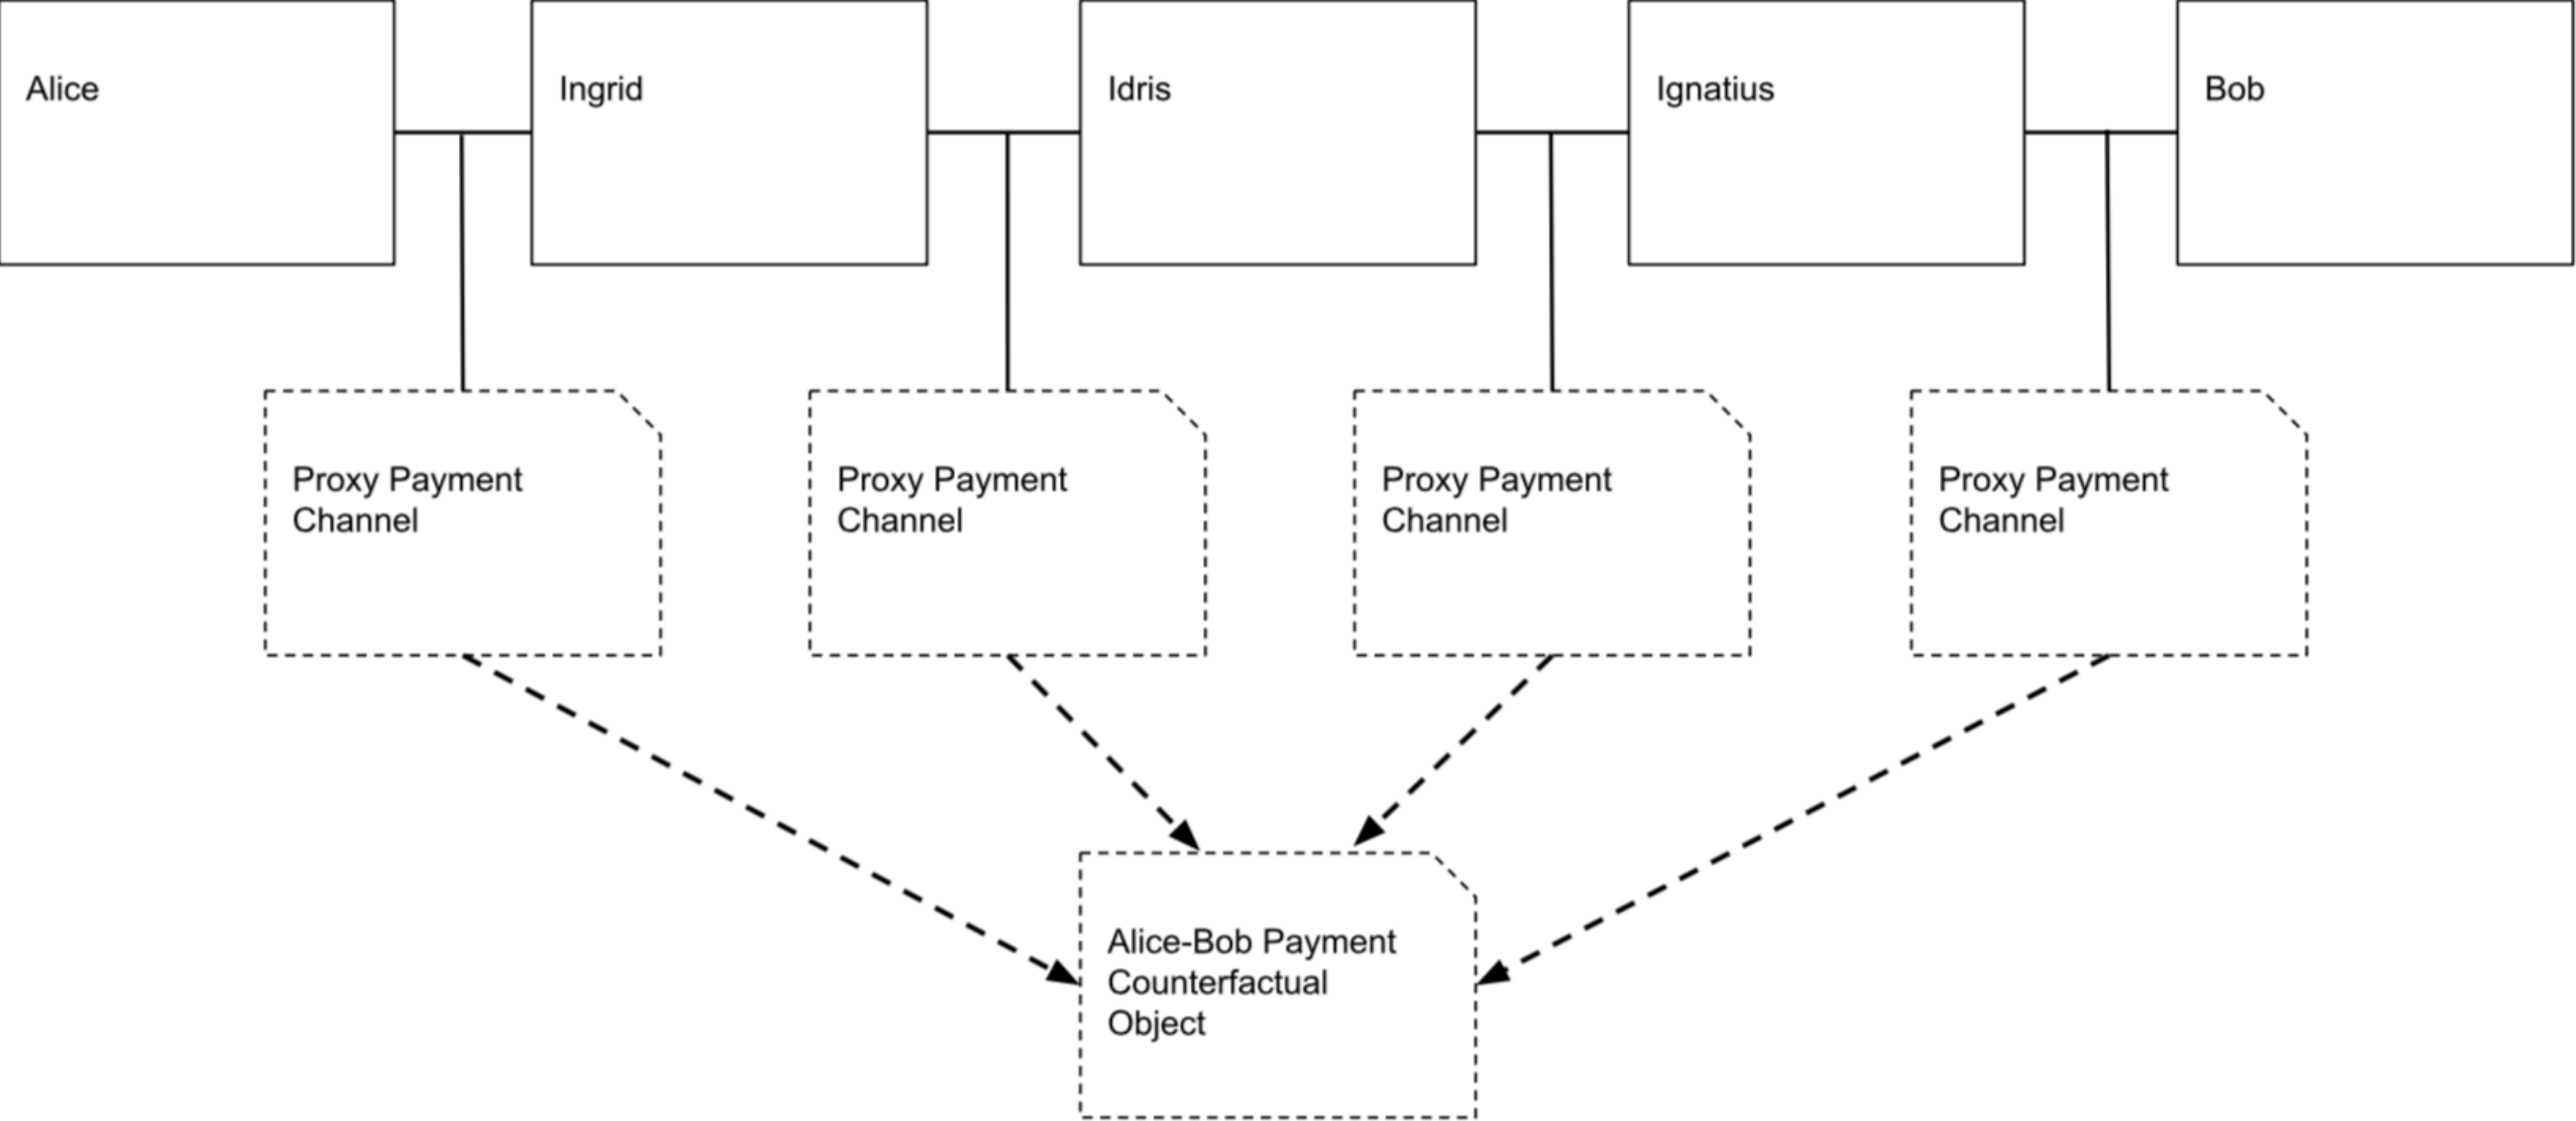 Alice
Ingrid
Idris
Ignatius
Bob
Proxy Payment
Channel
Proxy Payment
Channel
Proxy Payment
Channel
Proxy Payment
Channel
Alice-Bob Payment
Counterfactual
Object